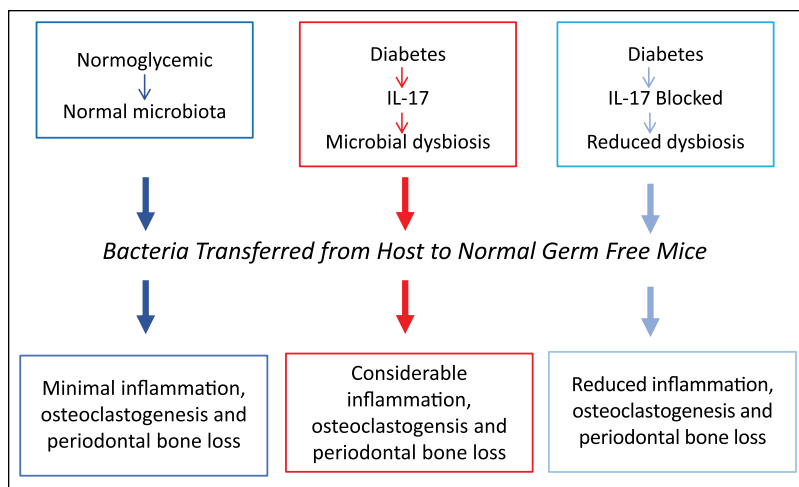 Normoglycemic
Normal microbiota
Diabetes
IL-17
Microbial dysbiosis
Diabetes
IL-17 Blocked
Reduced dysbiosis
Bacteria Transferred from Host to Normal Germ Free Mice
Minimal inflammation,
osteoclastogenesis and
periodontal bone loss
Considerable
inflammation,
osteoclastogensis and
periodontal bone loss
Reduced inflammation,
osteoclastogenesis and
periodontal bone loss